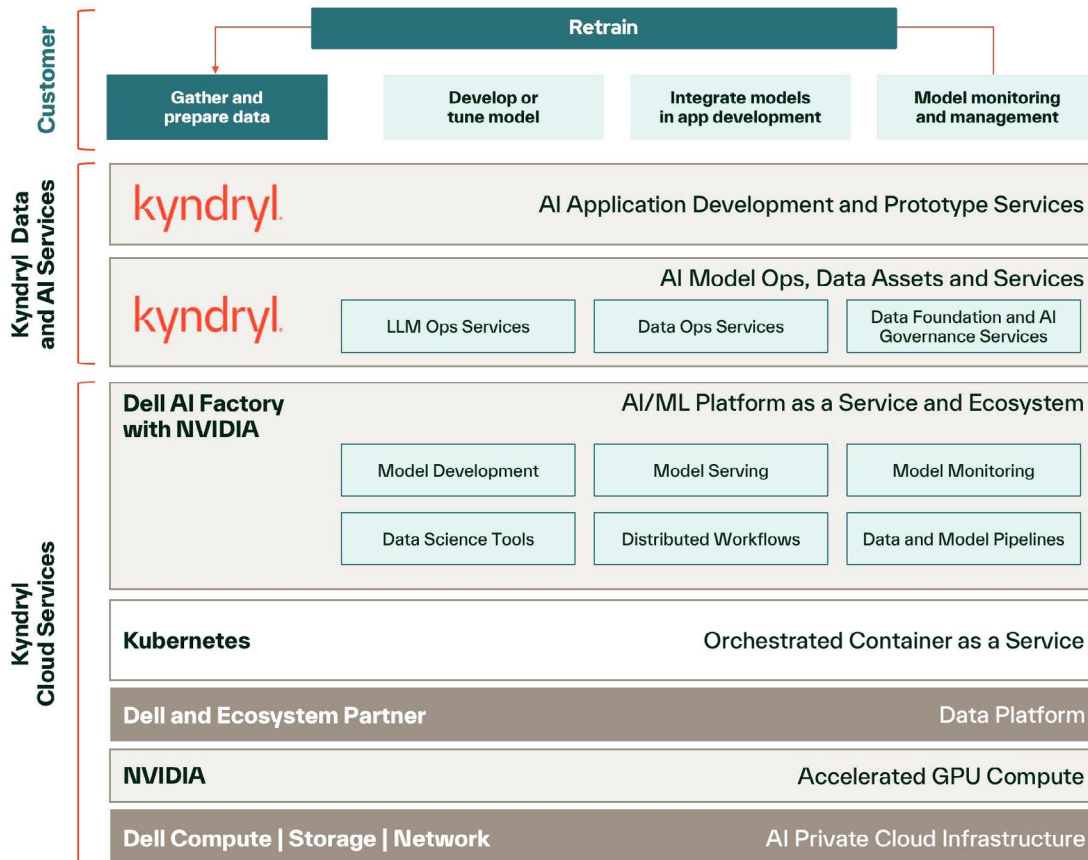 Customer
Retrain
Gather and
prepare data
Develop or
tune model
Integrate models
in app development
Model monitoring
and management
Kyndryl Data
and AI Services
kyndryl.
AI Application Development and Prototype Services
kyndryl.
AI Model Ops, Data Assets and Services
LLM Ops Services
Data Ops Services
Data Foundation and AI
Governance Services
Kyndryl
Cloud Services
Dell AI Factory
with NVIDIA
AI/ML Platform as a Service and Ecosystem
Model Development
Model Serving
Model Monitoring
Data Science Tools
Distributed Workflows
Data and Model Pipelines
Kubernetes
Orchestrated Container as a Service
Dell and Ecosystem Partner
Data Platform
NVIDIA
Accelerated GPU Compute
Dell Compute | Storage | Network
AI Private Cloud Infrastructure